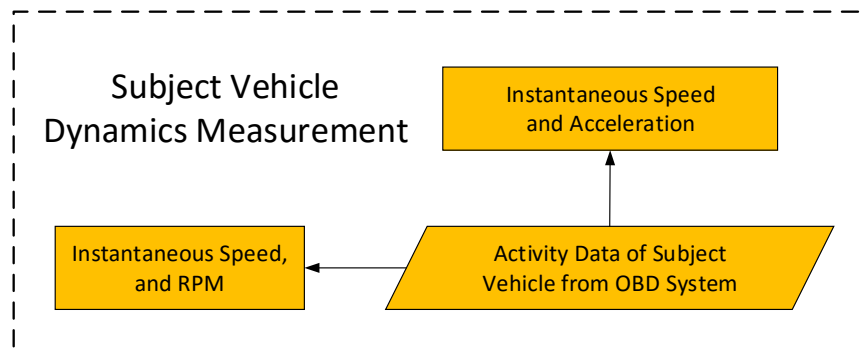 Subject Vehicle
Dynamics Measurement
Instantaneous Speed
and Acceleration
Instantaneous Speed,
and RPM
Activity Data of Subject
Vehicle from OBD System